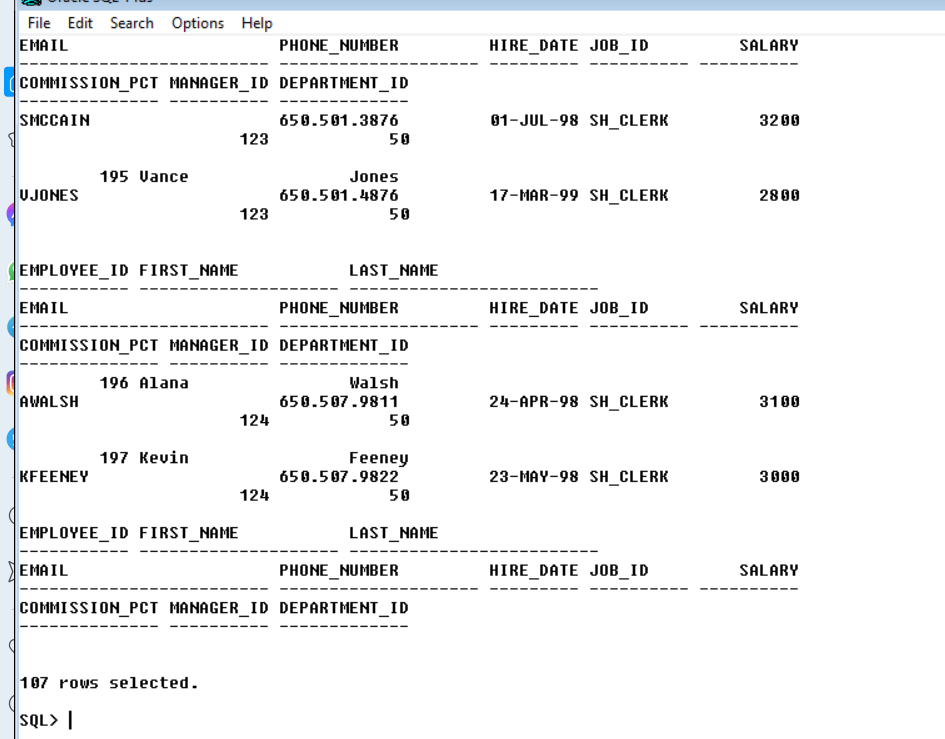 Oracle SQL*Plus
File Edit Search Options Help
EMAIL PHONE_NUMBER HIRE_DATE JOB_ID SALARY
------------------------- -------------------- --------- ---------- ----------
COMMISSION_PCT MANAGER_ID DEPARTMENT_ID
-------------- ---------- -------------
SMCCAIN 650.501.3876 01-JUL-98 SH_CLERK 3200
123 50
195 Vance Jones
VJONES 650.501.4876 17-MAR-99 SH_CLERK 2800
123 50
EMPLOYEE_ID FIRST_NAME LAST_NAME
----------- -------------------- -------------------------
EMAIL PHONE_NUMBER HIRE_DATE JOB_ID SALARY
------------------------- -------------------- --------- ---------- ----------
COMMISSION_PCT MANAGER_ID DEPARTMENT_ID
-------------- ---------- -------------
196 Alana Walsh
AWALSH 650.507.9811 24-APR-98 SH_CLERK 3100
124 50
197 Kevin Feeney
KFEENEY 650.507.9822 23-MAY-98 SH_CLERK 3000
124 50
EMPLOYEE_ID FIRST_NAME LAST_NAME
----------- -------------------- -------------------------
EMAIL PHONE_NUMBER HIRE_DATE JOB_ID SALARY
------------------------- -------------------- --------- ---------- ----------
COMMISSION_PCT MANAGER_ID DEPARTMENT_ID
-------------- ---------- -------------
107 rows selected.
SQL>